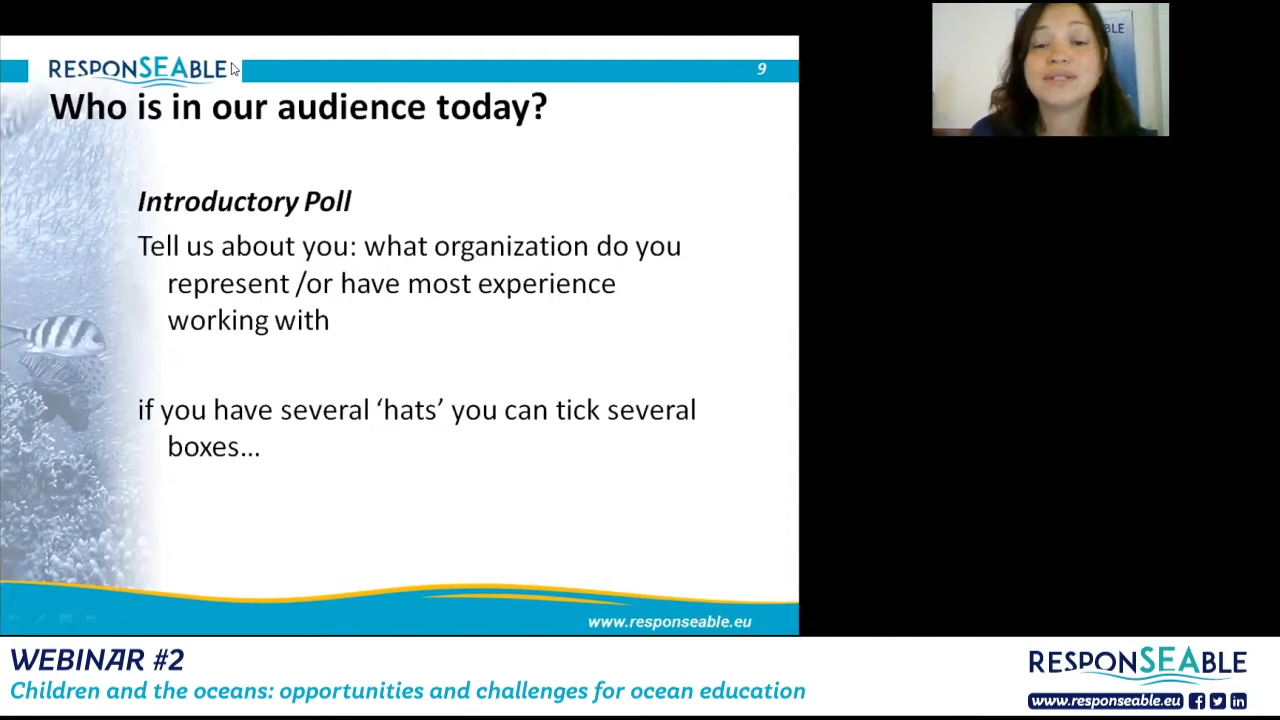 RESPONSEABLE
9
Who is in our audience today?
Introductory Poll
Tell us about you: what organization do you
represent /or have most experience
working with
if you have several ‘hats’ you can tick several
boxes…
www.responseable.eu
BLE
WEBINAR #2
Children and the oceans: opportunities and challenges for ocean education
RESPONSEABLE
www.responseable.eu